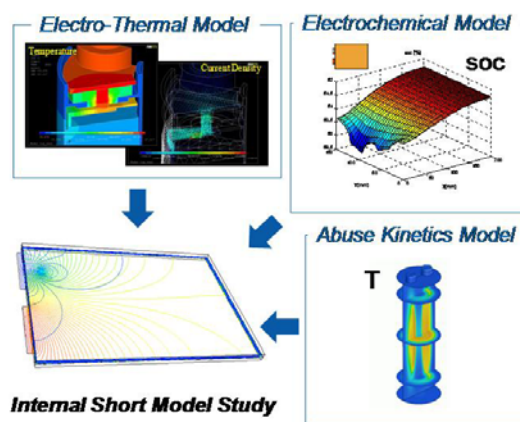 Electro-Thermal Model
Temperature
Current Density
Electrochemical Model
SOC
Abuse Kinetics Model
T
Internal Short Model Study